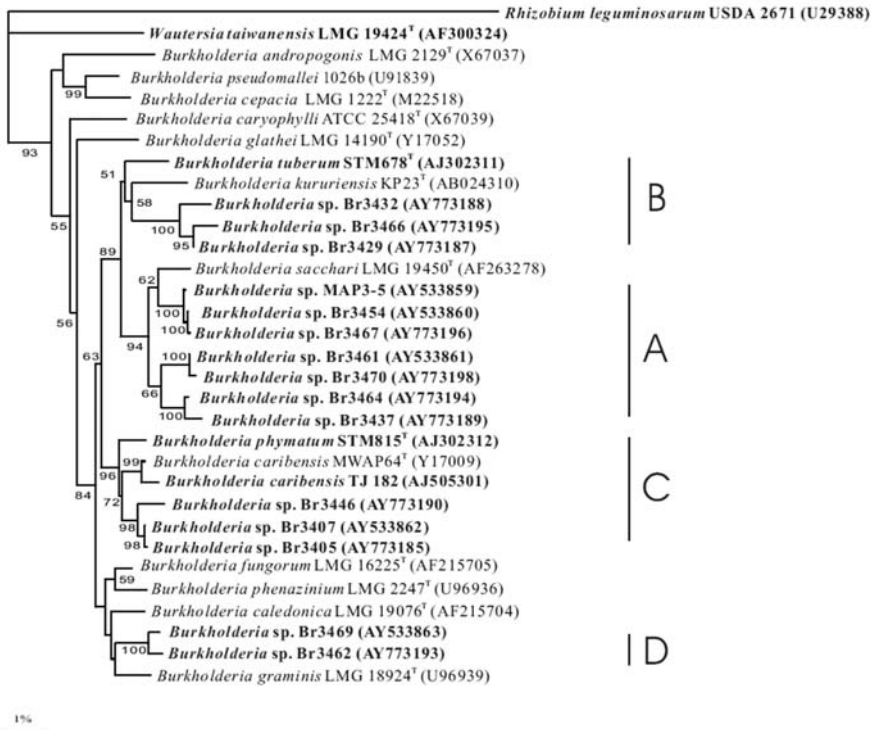 Rhizobium leguminosarum USDA 2671 (U29388)
Wautersia taiwanensis LMG 19424T (AF300324)
Burkholderia andropogonis LMG 2129T (X67037)
Burkholderia pseudomallei 1026b (U91839)
99
Burkholderia cepacia LMG 1222T (M22518)
Burkholderia caryophylli ATCC 25418T (X67039)
Burkholderia glathei LMG 14190T (Y17052)
93
Burkholderia tuberum STM678T (AJ302311)
51
Burkholderia kururiensis KP23T (AB024310)
58
Burkholderia sp. Br3432 (AY773188)
B
55
100
Burkholderia sp. Br3466 (AY773195)
95
Burkholderia sp. Br3429 (AY773187)
89
Burkholderia sacchari LMG 19450T (AF263278)
62
Burkholderia sp. MAP3-5 (AY533859)
100
Burkholderia sp. Br3454 (AY533860)
56
100
Burkholderia sp. Br3467 (AY773196)
94
A
63
100
Burkholderia sp. Br3461 (AY533861)
Burkholderia sp. Br3470 (AY773198)
66
Burkholderia sp. Br3464 (AY773194)
100
Burkholderia sp. Br3437 (AY773189)
Burkholderia phymatum STM815T (AJ302312)
99
Burkholderia caribensis MWAP64T (Y17009)
96
Burkholderia caribensis TJ 182 (AJ505301)
C
84
72
Burkholderia sp. Br3446 (AY773190)
98
Burkholderia sp. Br3407 (AY533862)
98
Burkholderia sp. Br3405 (AY773185)
Burkholderia fungorum LMG 16225T (AF215705)
59
Burkholderia phenazinium LMG 2247T (U96936)
Burkholderia caledonica LMG 19076T (AF215704)
Burkholderia sp. Br3469 (AY533863)
100
Burkholderia sp. Br3462 (AY773193)
D
Burkholderia graminis LMG 18924T (U96939)
1%